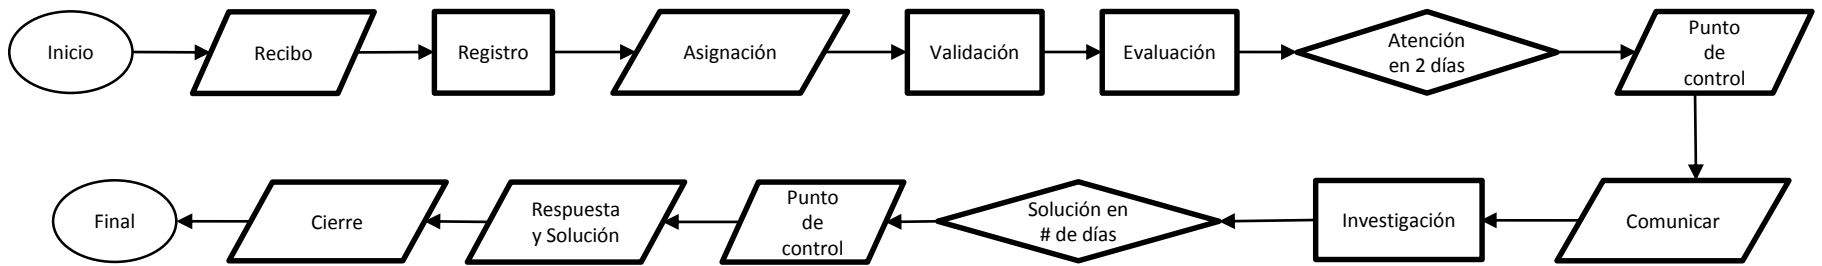 Inicio
Recibo
Registro
Asignación
Validación
Evaluación
Atención
en 2 días
Punto
de
control
Comunicar
Investigación
Solución en
# de días
Punto
de
control
Respuesta
y Solución
Cierre
Final